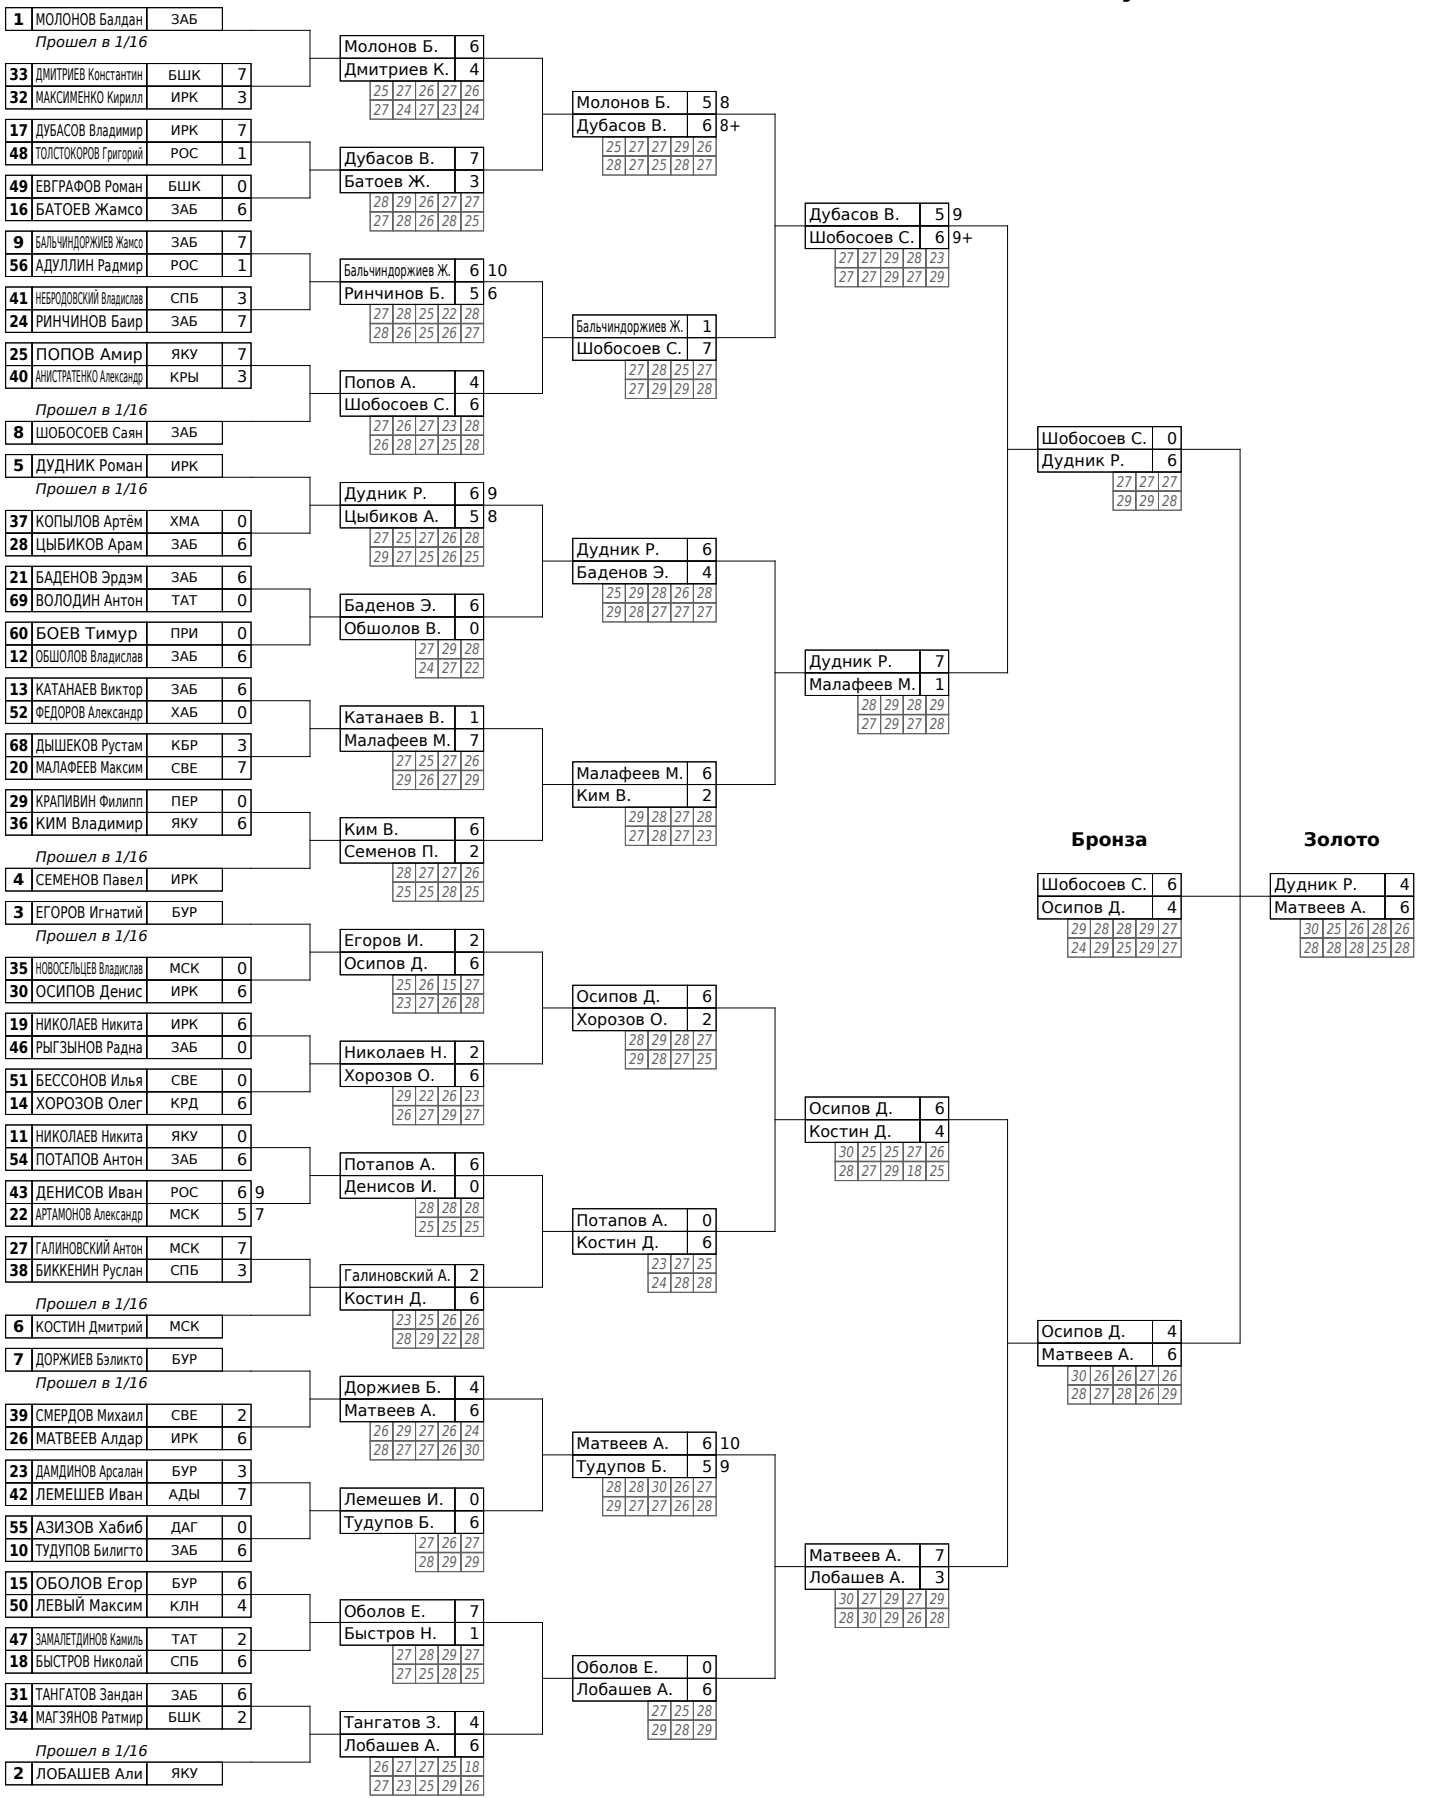 1 МОЛОНОВ Балдан ЗАБ
Прошел в 1/16
33 ДМИТРИЕВ Константин БШК 7
32 МАКСИМЕНКО Кирилл ИРК 3
17 ДУБАСОВ Владимир ИРК 7
48 ТОЛСТОКОРОВ Григорий РОС 1
49 ЕВГРАФОВ Роман БШК 0
16 БАТОЕВ Жамсо ЗАБ 6
9 БАЛЬЧИНДОРЖИЕВ Жамсо ЗАБ 7
56 АДУЛЛИН Радмир РОС 1
41 НЕБРОДОВСКИЙ Владислав СПБ 3
24 РИНЧИНОВ Баир ЗАБ 7
25 ПОПОВ Амир ЯКУ 7
40 АНИСТРАТЕНКО Александр КРЫ 3
Прошел в 1/16
8 ШОБОСОЕВ Саян ЗАБ
5 ДУДНИК Роман ИРК
Прошел в 1/16
37 КОПЫЛОВ Артём ХМА 0
28 ЦЫБИКОВ Арам ЗАБ 6
21 БАДЕНОВ Эрдэм ЗАБ 6
69 ВОЛОДИН Антон ТАТ 0
60 БОЕВ Тимур ПРИ 0
12 ОБШОЛОВ Владислав ЗАБ 6
13 КАТАНАЕВ Виктор ЗАБ 6
52 ФЕДОРОВ Александр ХАБ 0
68 ДЫШЕКОВ Рустам КБР 3
20 МАЛАФЕЕВ Максим СВЕ 7
29 КРАПИВИН Филипп ПЕР 0
36 КИМ Владимир ЯКУ 6
Прошел в 1/16
4 СЕМЕНОВ Павел ИРК
3 ЕГОРОВ Игнатий БУР
Прошел в 1/16
35 НОВОСЕЛЬЦЕВ Владислав МСК 0
30 ОСИПОВ Денис ИРК 6
19 НИКОЛАЕВ Никита ИРК 6
46 РЫГЗЫНОВ Радна ЗАБ 0
51 БЕССОНОВ Илья СВЕ 0
14 ХОРОЗОВ Олег КРД 6
11 НИКОЛАЕВ Никита ЯКУ 0
54 ПОТАПОВ Антон ЗАБ 6
43 ДЕНИСОВ Иван РОС 6 9
22 АРТАМОНОВ Александр МСК 5 7
27 ГАЛИНОВСКИЙ Антон МСК 7
38 БИККЕНИН Руслан СПБ 3
Прошел в 1/16
6 КОСТИН Дмитрий МСК
7 ДОРЖИЕВ Бэликто БУР
Прошел в 1/16
39 СМЕРДОВ Михаил СВЕ 2
26 МАТВЕЕВ Алдар ИРК 6
23 ДАМДИНОВ Арсалан БУР 3
42 ЛЕМЕШЕВ Иван АДЫ 7
55 АЗИЗОВ Хабиб ДАГ 0
10 ТУДУПОВ Билигто ЗАБ 6
15 ОБОЛОВ Егор БУР 6
50 ЛЕВЫЙ Максим КЛН 4
47 ЗАМАЛЕТДИНОВ Камиль ТАТ 2
18 БЫСТРОВ Николай СПБ 6
31 ТАНГАТОВ Зандан ЗАБ 6
34 МАГЗЯНОВ Ратмир БШК 2
Прошел в 1/16
2 ЛОБАШЕВ Али ЯКУ
Молонов Б. 6
Дмитриев К. 4
25 27 26 27 26
27 24 27 23 24
Дубасов В. 7
Батоев Ж. 3
28 29 26 27 27
27 28 26 28 25
Бальчиндоржиев Ж. 6 10
Ринчинов Б. 5 6
27 28 25 22 28
28 26 25 26 27
Попов А. 4
Шобосоев С. 6
27 26 27 23 28
26 28 27 25 28
Дудник Р. 6 9
Цыбиков А. 5 8
27 25 27 26 28
29 27 25 26 25
Баденов Э. 6
Обшолов В. 0
27 29 28
24 27 22
Катанаев В. 1
Малафеев М. 7
27 25 27 26
29 26 27 29
Ким В. 6
Семенов П. 2
28 27 27 26
25 25 28 25
Егоров И. 2
Осипов Д. 6
25 26 15 27
23 27 26 28
Николаев Н. 2
Хорозов О. 6
29 22 26 23
26 27 29 27
Потапов А. 6
Денисов И. 0
28 28 28
25 25 25
Галиновский А. 2
Костин Д. 6
23 25 26 26
28 29 22 28
Доржиев Б. 4
Матвеев А. 6
26 29 27 26 24
28 27 27 26 30
Лемешев И. 0
Тудупов Б. 6
27 26 27
28 29 29
Оболов Е. 7
Быстров Н. 1
27 28 29 27
27 25 28 25
Тангатов З. 4
Лобашев А. 6
26 27 27 25 18
27 23 25 29 26
Молонов Б. 5 8
Дубасов В. 6 8+
25 27 27 29 26
28 27 25 28 27
Бальчиндоржиев Ж. 1
Шобосоев С. 7
27 28 25 27
27 29 29 28
Дудник Р. 6
Баденов Э. 4
25 29 28 26 28
29 28 27 27 27
Малафеев М. 6
Ким В. 2
29 28 27 28
27 28 27 23
Осипов Д. 6
Хорозов О. 2
28 29 28 27
29 28 27 25
Потапов А. 0
Костин Д. 6
23 27 25
24 28 28
Матвеев А. 6 10
Тудупов Б. 5 9
28 28 30 26 27
29 27 27 26 28
Оболов Е. 0
Лобашев А. 6
27 25 28
29 28 29
Дубасов В. 5 9
Шобосоев С. 6 9+
27 27 29 28 23
27 27 29 27 29
Дудник Р. 7
Малафеев М. 1
28 29 28 29
27 29 27 28
Осипов Д. 6
Костин Д. 4
30 25 25 27 26
28 27 29 18 25
Матвеев А. 7
Лобашев А. 3
30 27 29 27 29
28 30 29 26 28
Шобосоев С. 0
Дудник Р. 6
27 27 27
29 29 28
Осипов Д. 4
Матвеев А. 6
30 26 26 27 26
28 27 28 26 29
Бронза
Шобосоев С. 6
Осипов Д. 4
29 28 28 29 27
24 29 25 29 27
Золото
Дудник Р. 4
Матвеев А. 6
30 25 26 28 26
28 28 28 25 28